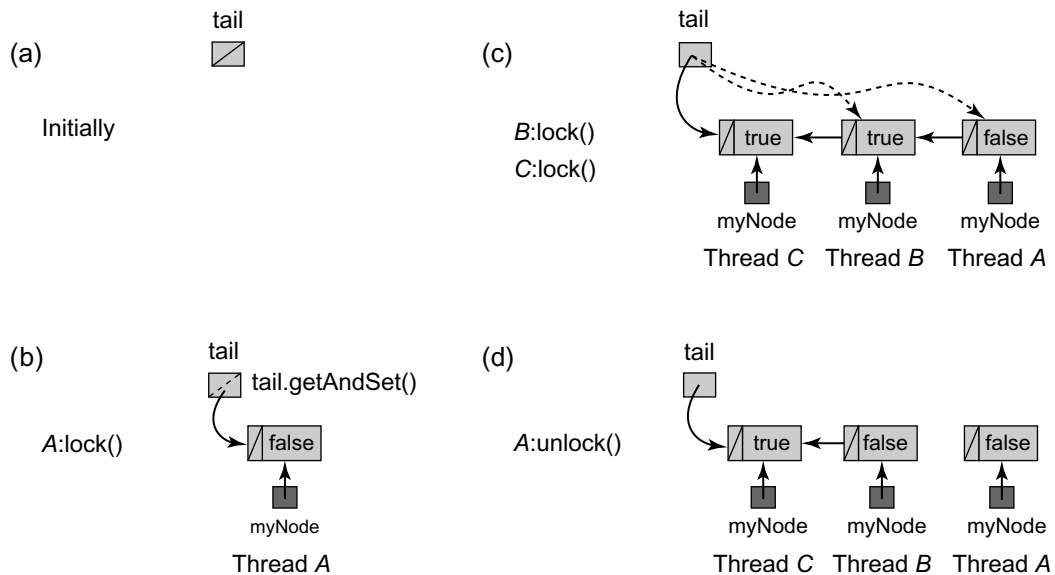 (a)
tail
Initially
(b)
tail
tail.getAndSet()
A:lock()
false
myNode
Thread A
(c)
tail
B:lock()
C:lock()
true
true
false
myNode
myNode
myNode
Thread C
Thread B
Thread A
(d)
tail
A:unlock()
true
false
false
myNode
myNode
myNode
Thread C
Thread B
Thread A